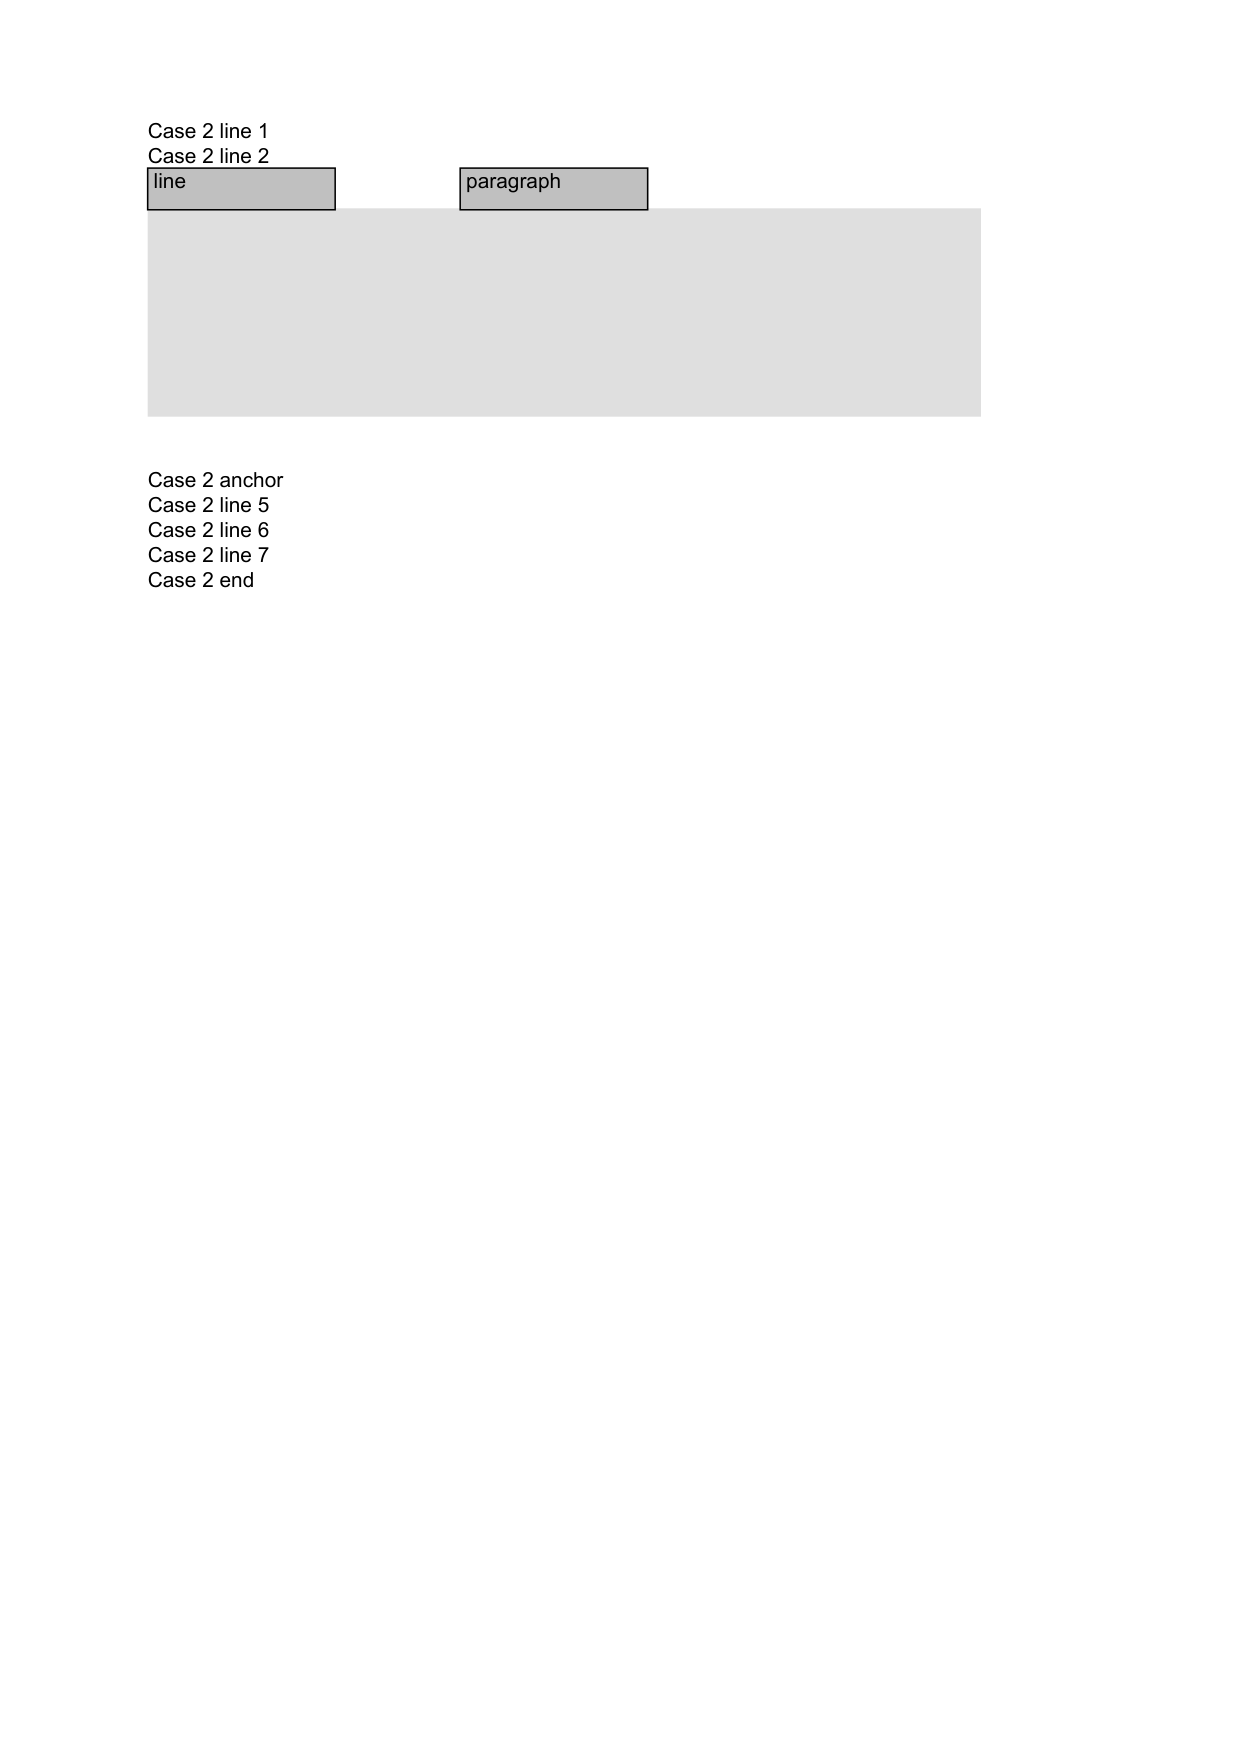 Case 2 line 1
Case 2 line 2
line paragraph
Case 2 anchor
Case 2 line 5
Case 2 line 6
Case 2 line 7
Case 2 end